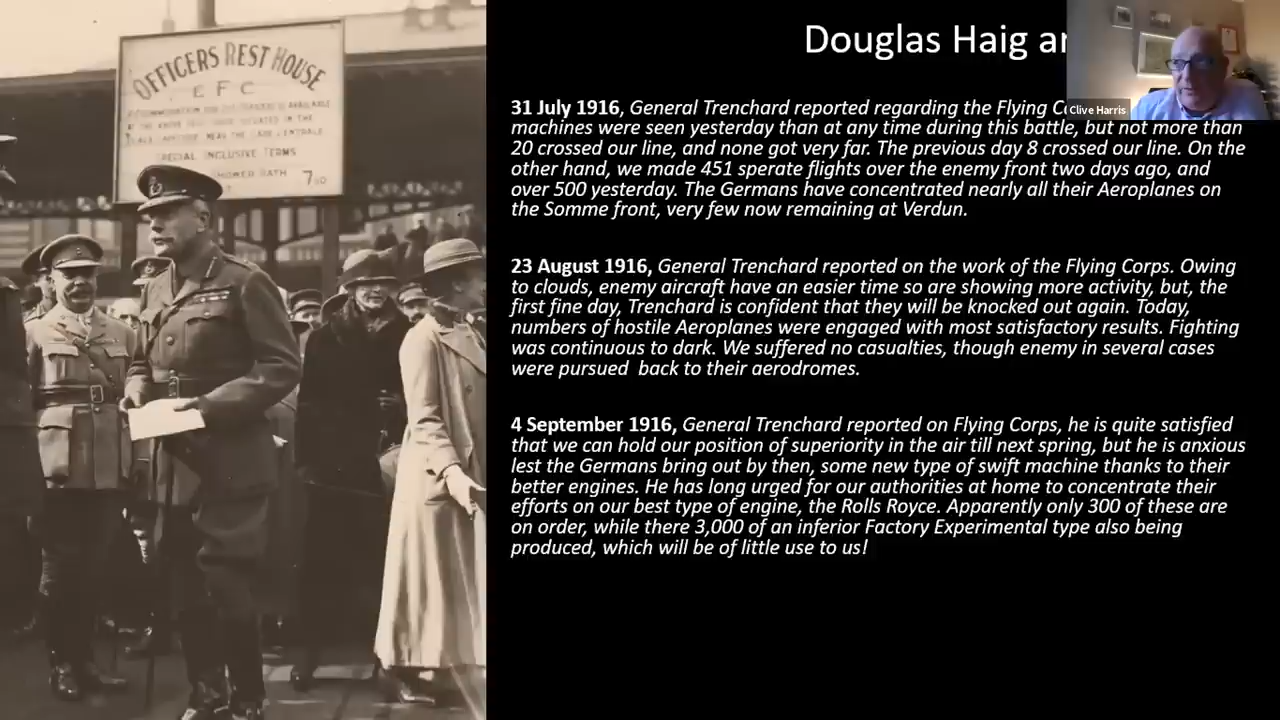 OFFICERS REST HOUSE
E F C
SPECIAL INCLUSIVE TERMS
SHOWER BATH
Douglas Haig
Clive Harris
31 July 1916, General Trenchard reported regarding the Flying
machines were seen yesterday than at any time during this battle, but not more than
20 crossed our line, and none got very far. The previous day 8 crossed our line. On the
other hand, we made 451 sperate flights over the enemy front two days ago, and
over 500 yesterday. The Germans have concentrated nearly all their Aeroplanes on
the Somme front, very few now remaining at Verdun.
23 August 1916, General Trenchard reported on the work of the Flying Corps. Owing
to clouds, enemy aircraft have an easier time so are showing more activity, but, the
first fine day, Trenchard is confident that they will be knocked out again. Today,
numbers of hostile Aeroplanes were engaged with most satisfactory results. Fighting
was continuous to dark. We suffered no casualties, though enemy in several cases
were pursued back to their aerodromes.
4 September 1916, General Trenchard reported on Flying Corps, he is quite satisfied
that we can hold our position of superiority in the air till next spring, but he is anxious
lest the Germans bring out by then, some new type of swift machine thanks to their
better engines. He has long urged for our authorities at home to concentrate their
efforts on our best type of engine, the Rolls Royce. Apparently only 300 of these are
on order, while there 3,000 of an inferior Factory Experimental type also being
produced, which will be of little use to us!